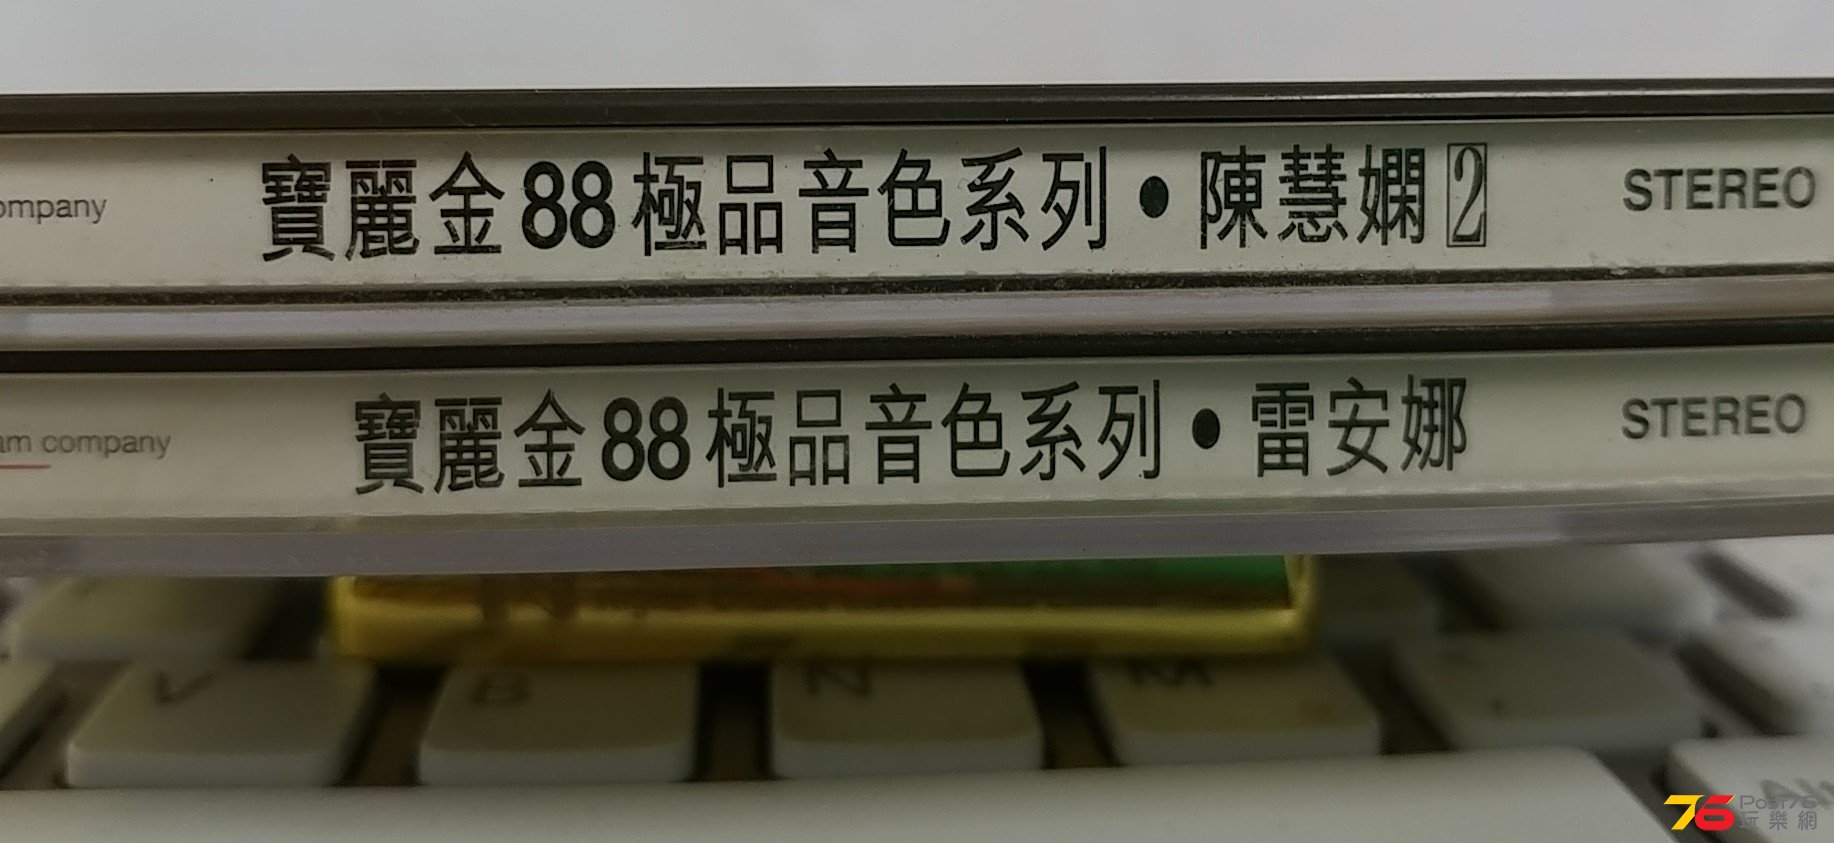 ompany 寶麗金88極品音色系列•陳慧嫻2 STEREO
am company 寶麗金88極品音色系列•雷安娜 STEREO
V B N M
Alt
76 Post76
玩樂網